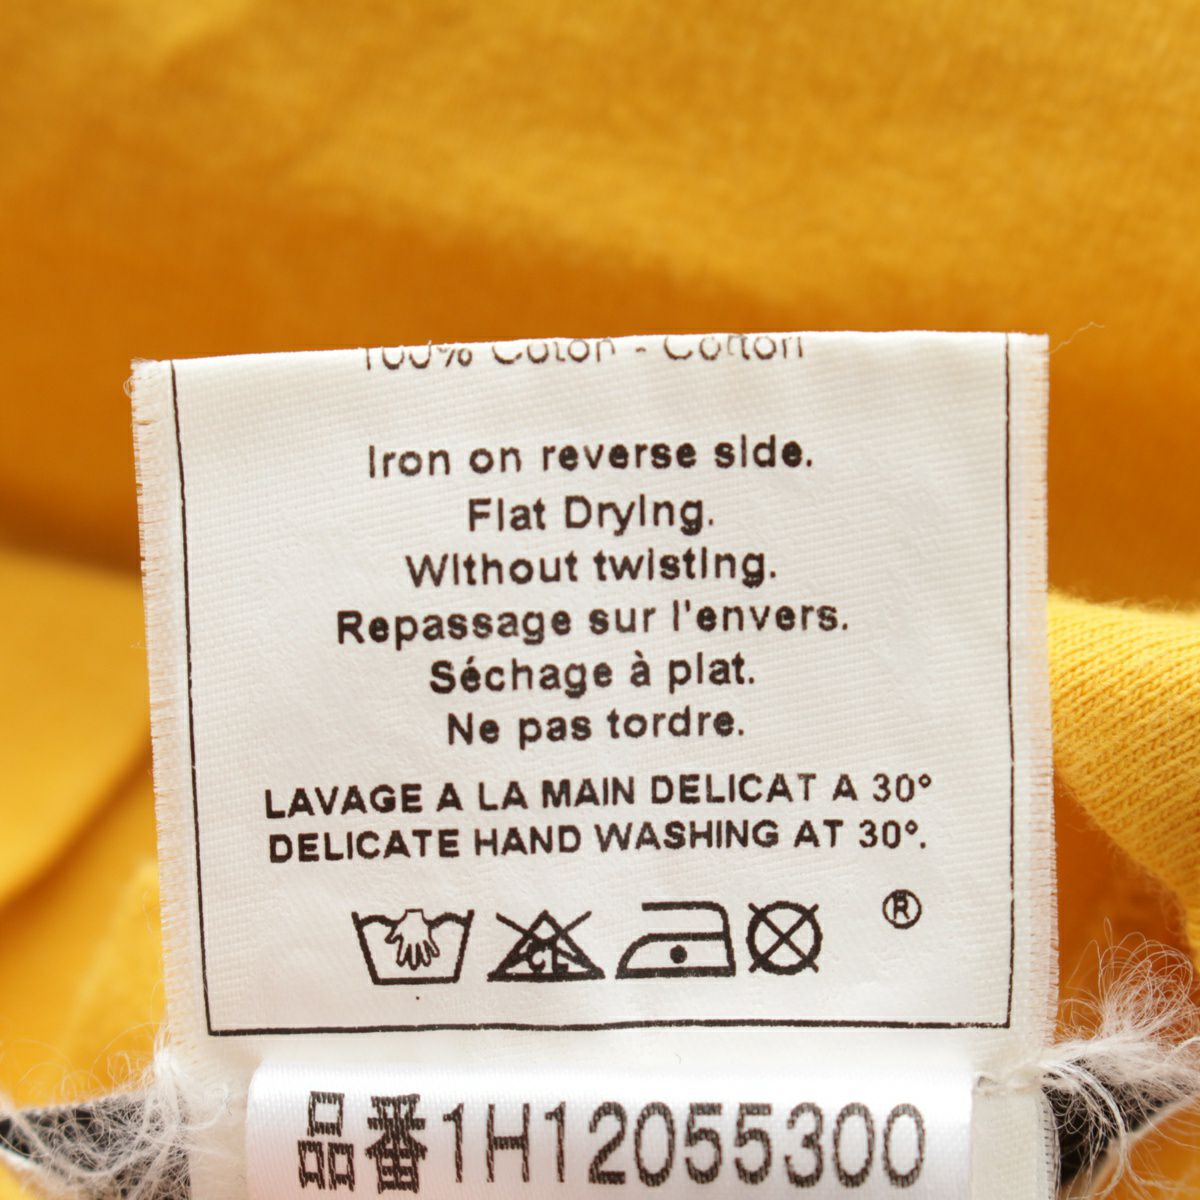 100% Coton - Cotton
Iron on reverse side.
Flat Drying.
Without twisting.
Repassage sur l'envers.
Séchage à plat.
Ne pas tordre.
LAVAGE A LA MAIN DELICAT A 30°
DELICATE HAND WASHING AT 30°.
CL ®
品番1H12055300